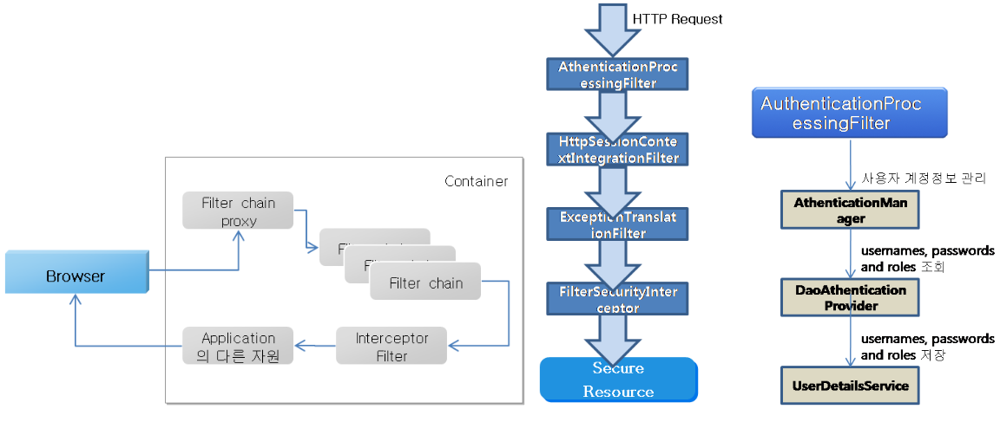 Container
Filter chain
proxy
Filter chain
Browser
Application
의 다른 자원
Interceptor
Filter
HTTP Request
AthenticationProc
essingFilter
HttpSessionConte
xtIntegrationFilter
ExceptionTranslat
ionFilter
FilterSecurityInter
ceptor
Secure
Resource
AuthenticationProc
essingFilter
사용자 계정정보 관리
AthenticationMan
ager
usernames, passwords
and roles 조회
DaoAthentication
Provider
usernames, passwords
and roles 저장
UserDetailsService